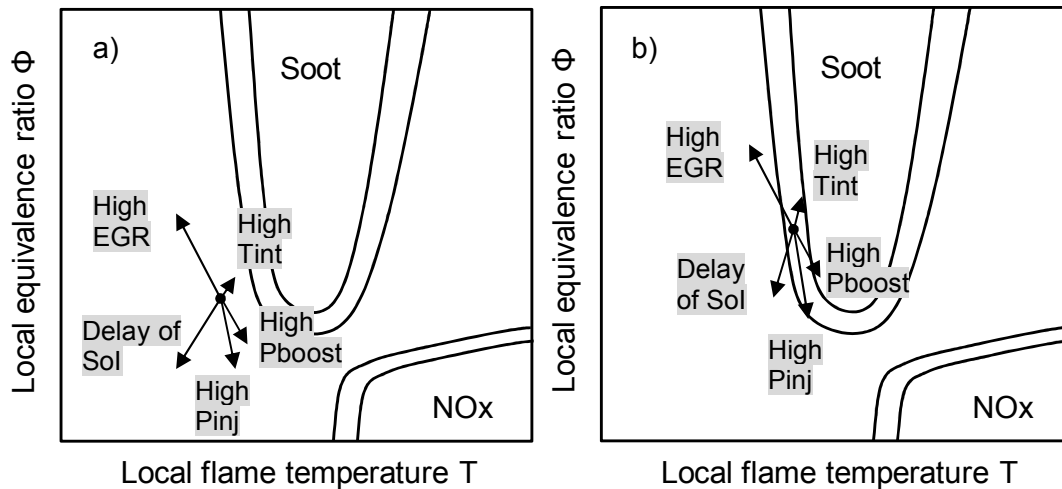 a)
Soot
High
EGR
High
Tint
Delay of
SoI
High
Pboost
High
Pinj
NOx
Local equivalence ratio Φ
Local flame temperature T
b)
Soot
High
EGR
High
Tint
Delay
of SoI
High
Pboost
High
Pinj
NOx
Local equivalence ratio Φ
Local flame temperature T